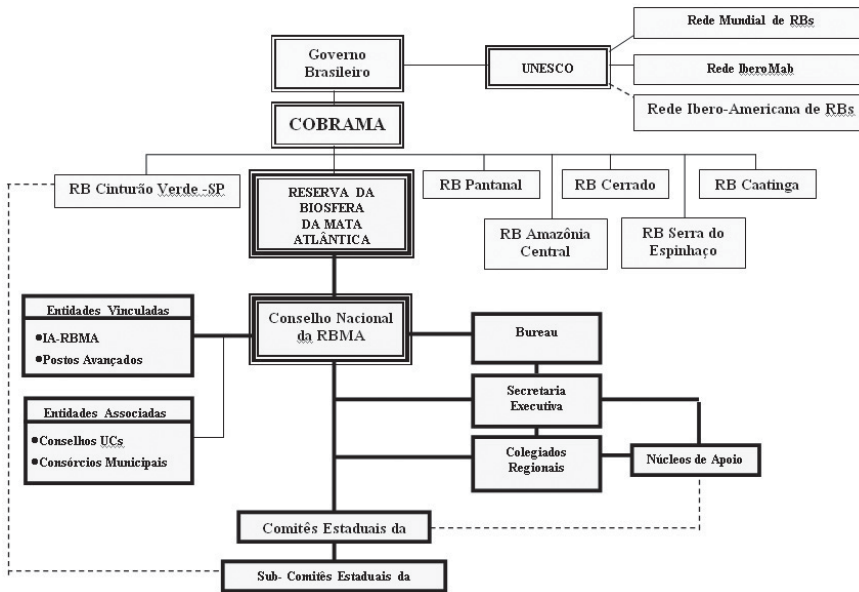 Governo
Brasileiro
UNESCO
Rede Mundial de RBs
Rede IberoMab
Rede Ibero-Americana de RBs
COBRAMA
RB Cinturão Verde -SP
RESERVA DA
BIOSFERA
DA MATA
ATLÂNTICA
RB Pantanal
RB Cerrado
RB Caatinga
RB Amazônia
Central
RB Serra do
Espinhaço
Entidades Vinculadas
●IA-RBMA
●Postos Avançados
Conselho Nacional
da RBMA
Bureau
Secretaria
Executiva
Entidades Associadas
●Conselhos UCs
●Consórcios Municipais
Colegiados
Regionais
Núcleos de Apoio
Comitês Estaduais da
Sub- Comitês Estaduais da